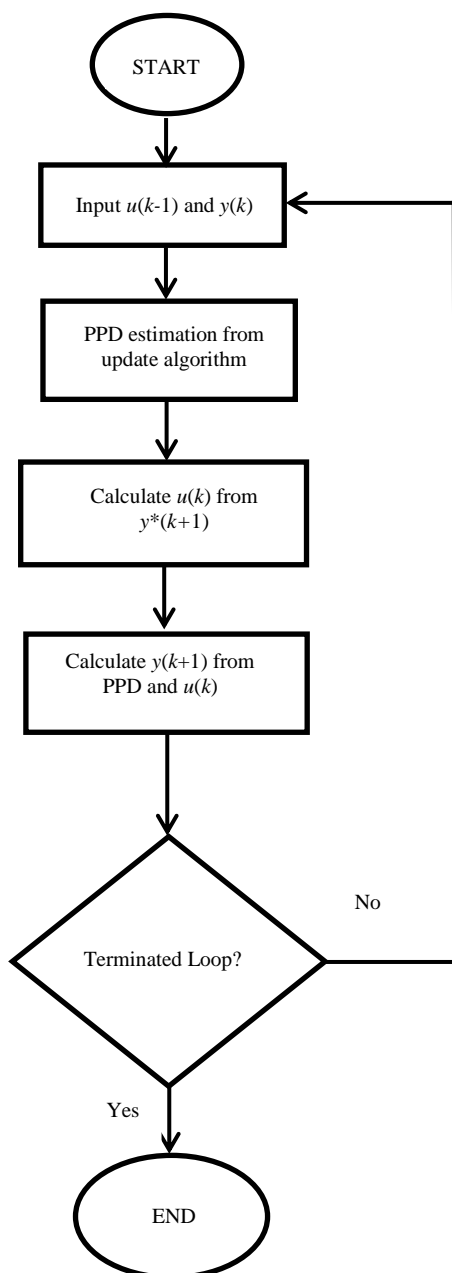 START
Input u(k-1) and y(k)
PPD estimation from
update algorithm
Calculate u(k) from
y*(k+1)
Calculate y(k+1) from
PPD and u(k)
No
Terminated Loop?
Yes
END